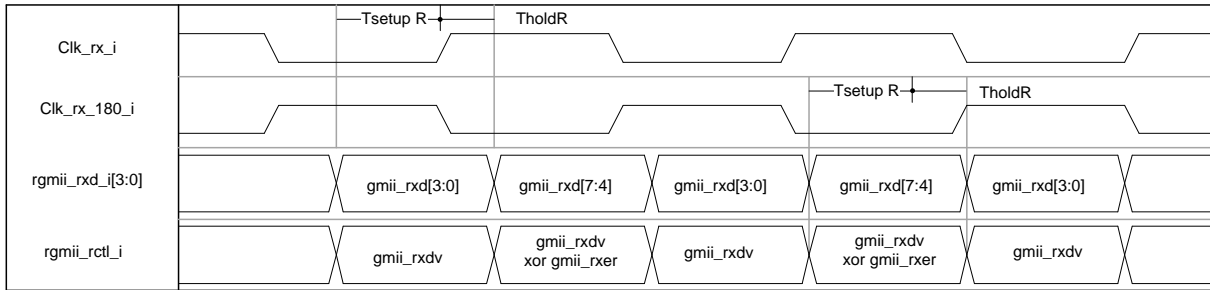 Tsetup R TholdR
Clk_rx_i
Tsetup R TholdR
Clk_rx_180_i
rgmii_rxd_i[3:0] gmii_rxd[3:0] gmii_rxd[7:4] gmii_rxd[3:0] gmii_rxd[7:4] gmii_rxd[3:0]
rgmii_rctl_i gmii_rxdv gmii_rxdv xor gmii_rxer gmii_rxdv gmii_rxdv xor gmii_rxer gmii_rxdv